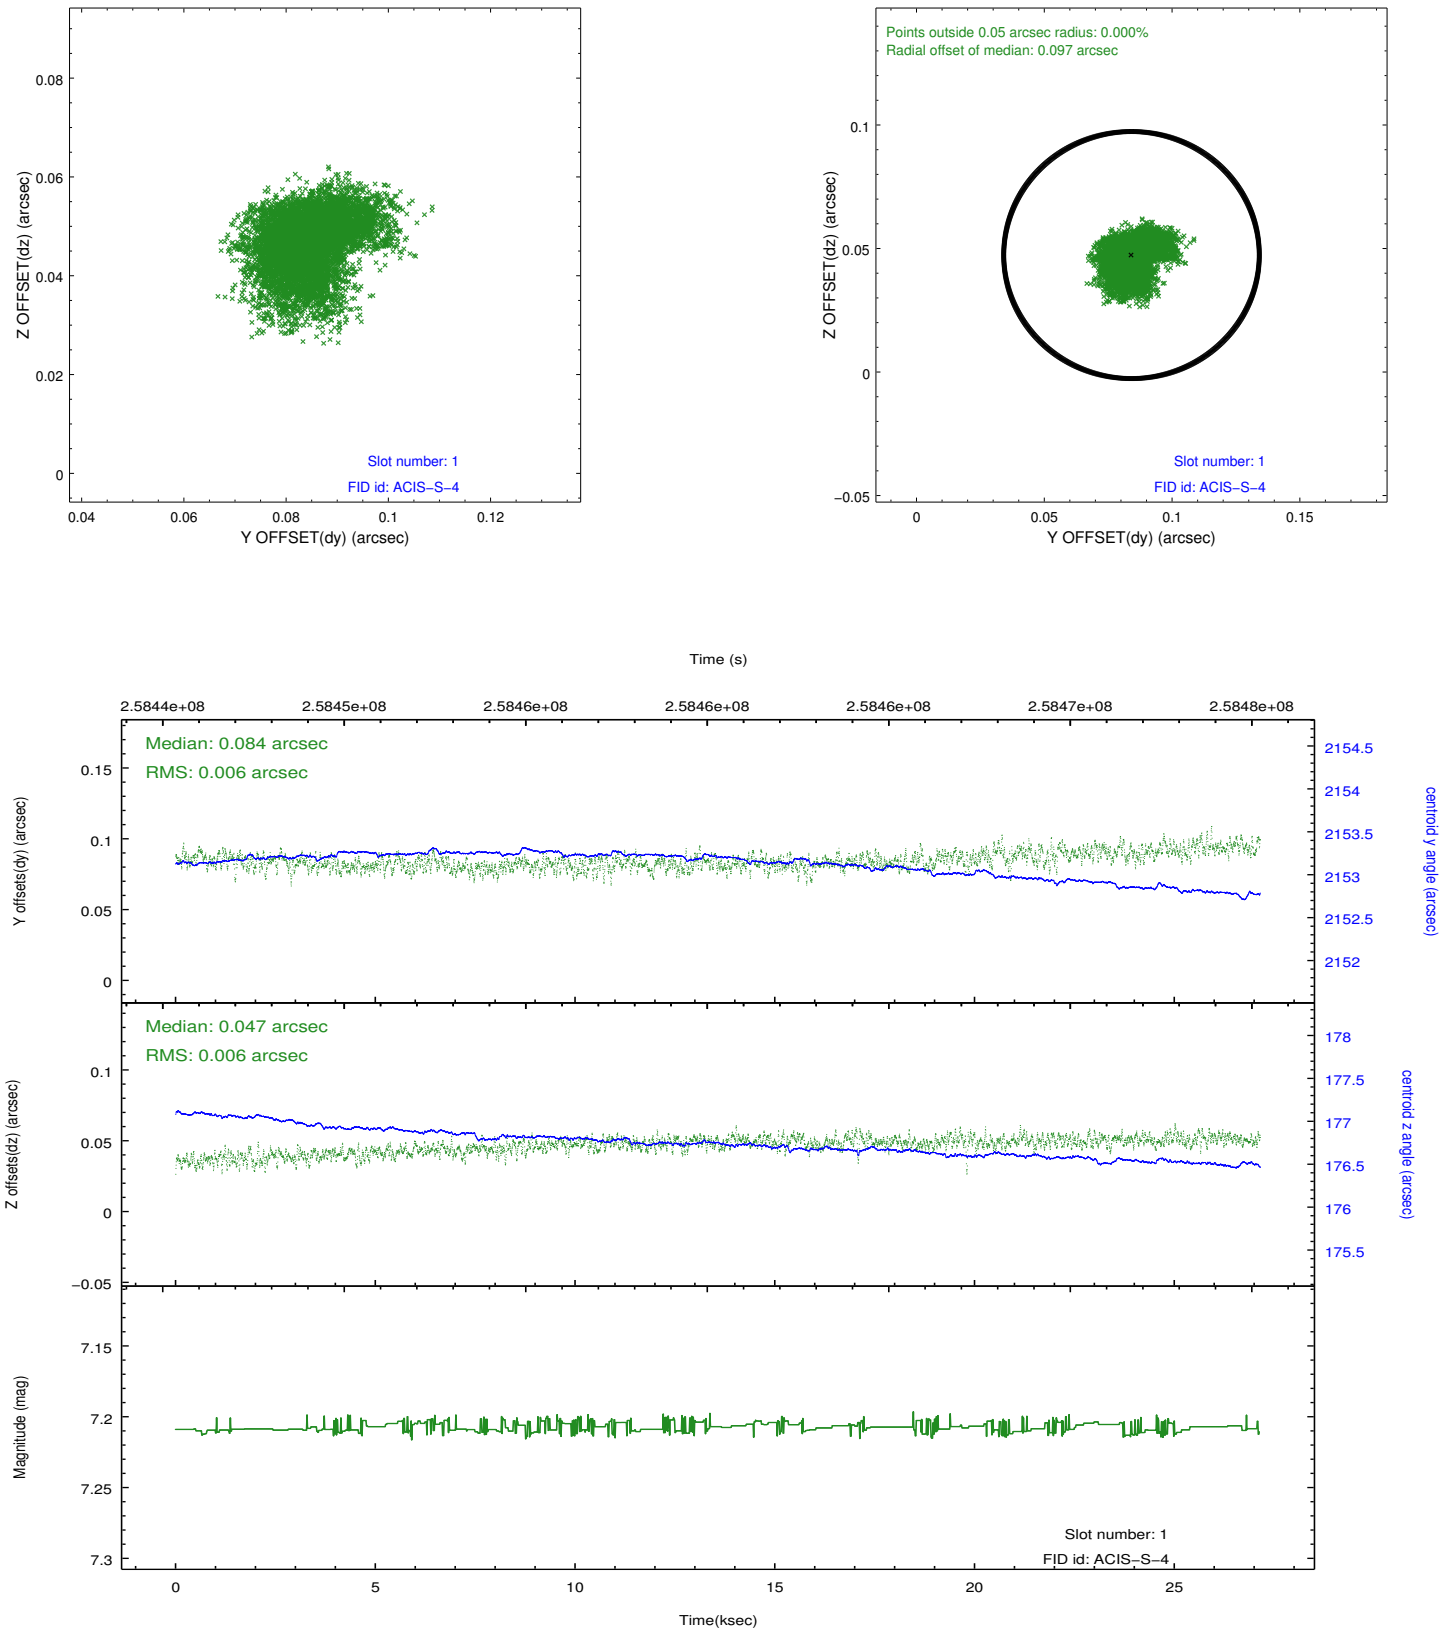 0.08
0.06
0.04
0.02
0
0.04
0.06
0.08
0.1
0.12
Z OFFSET(dz) (arcsec)
Y OFFSET(dy) (arcsec)
Slot number: 1
FID id: ACIS−S−4
Points outside 0.05 arcsec radius: 0.000%
Radial offset of median: 0.097 arcsec
0.1
0.05
0
−0.05
0
0.05
0.1
0.15
Z OFFSET(dz) (arcsec)
Y OFFSET(dy) (arcsec)
Slot number: 1
FID id: ACIS−S−4
Time (s)
2.5844e+08 2.5845e+08 2.5846e+08 2.5846e+08 2.5846e+08 2.5847e+08 2.5848e+08
Median: 0.084 arcsec
RMS: 0.006 arcsec
0.15
0.1
0.05
0
Y offsets(dy) (arcsec)
2154.5
2154
2153.5
2153
2152.5
2152
centroid y angle (arcsec)
Median: 0.047 arcsec
RMS: 0.006 arcsec
0.1
0.05
0
−0.05
Z offsets(dz) (arcsec)
178
177.5
177
176.5
176
175.5
centroid z angle (arcsec)
7.15
7.2
7.25
7.3
Magnitude (mag)
Slot number: 1
FID id: ACIS−S−4
0 5 10 15 20 25
Time(ksec)